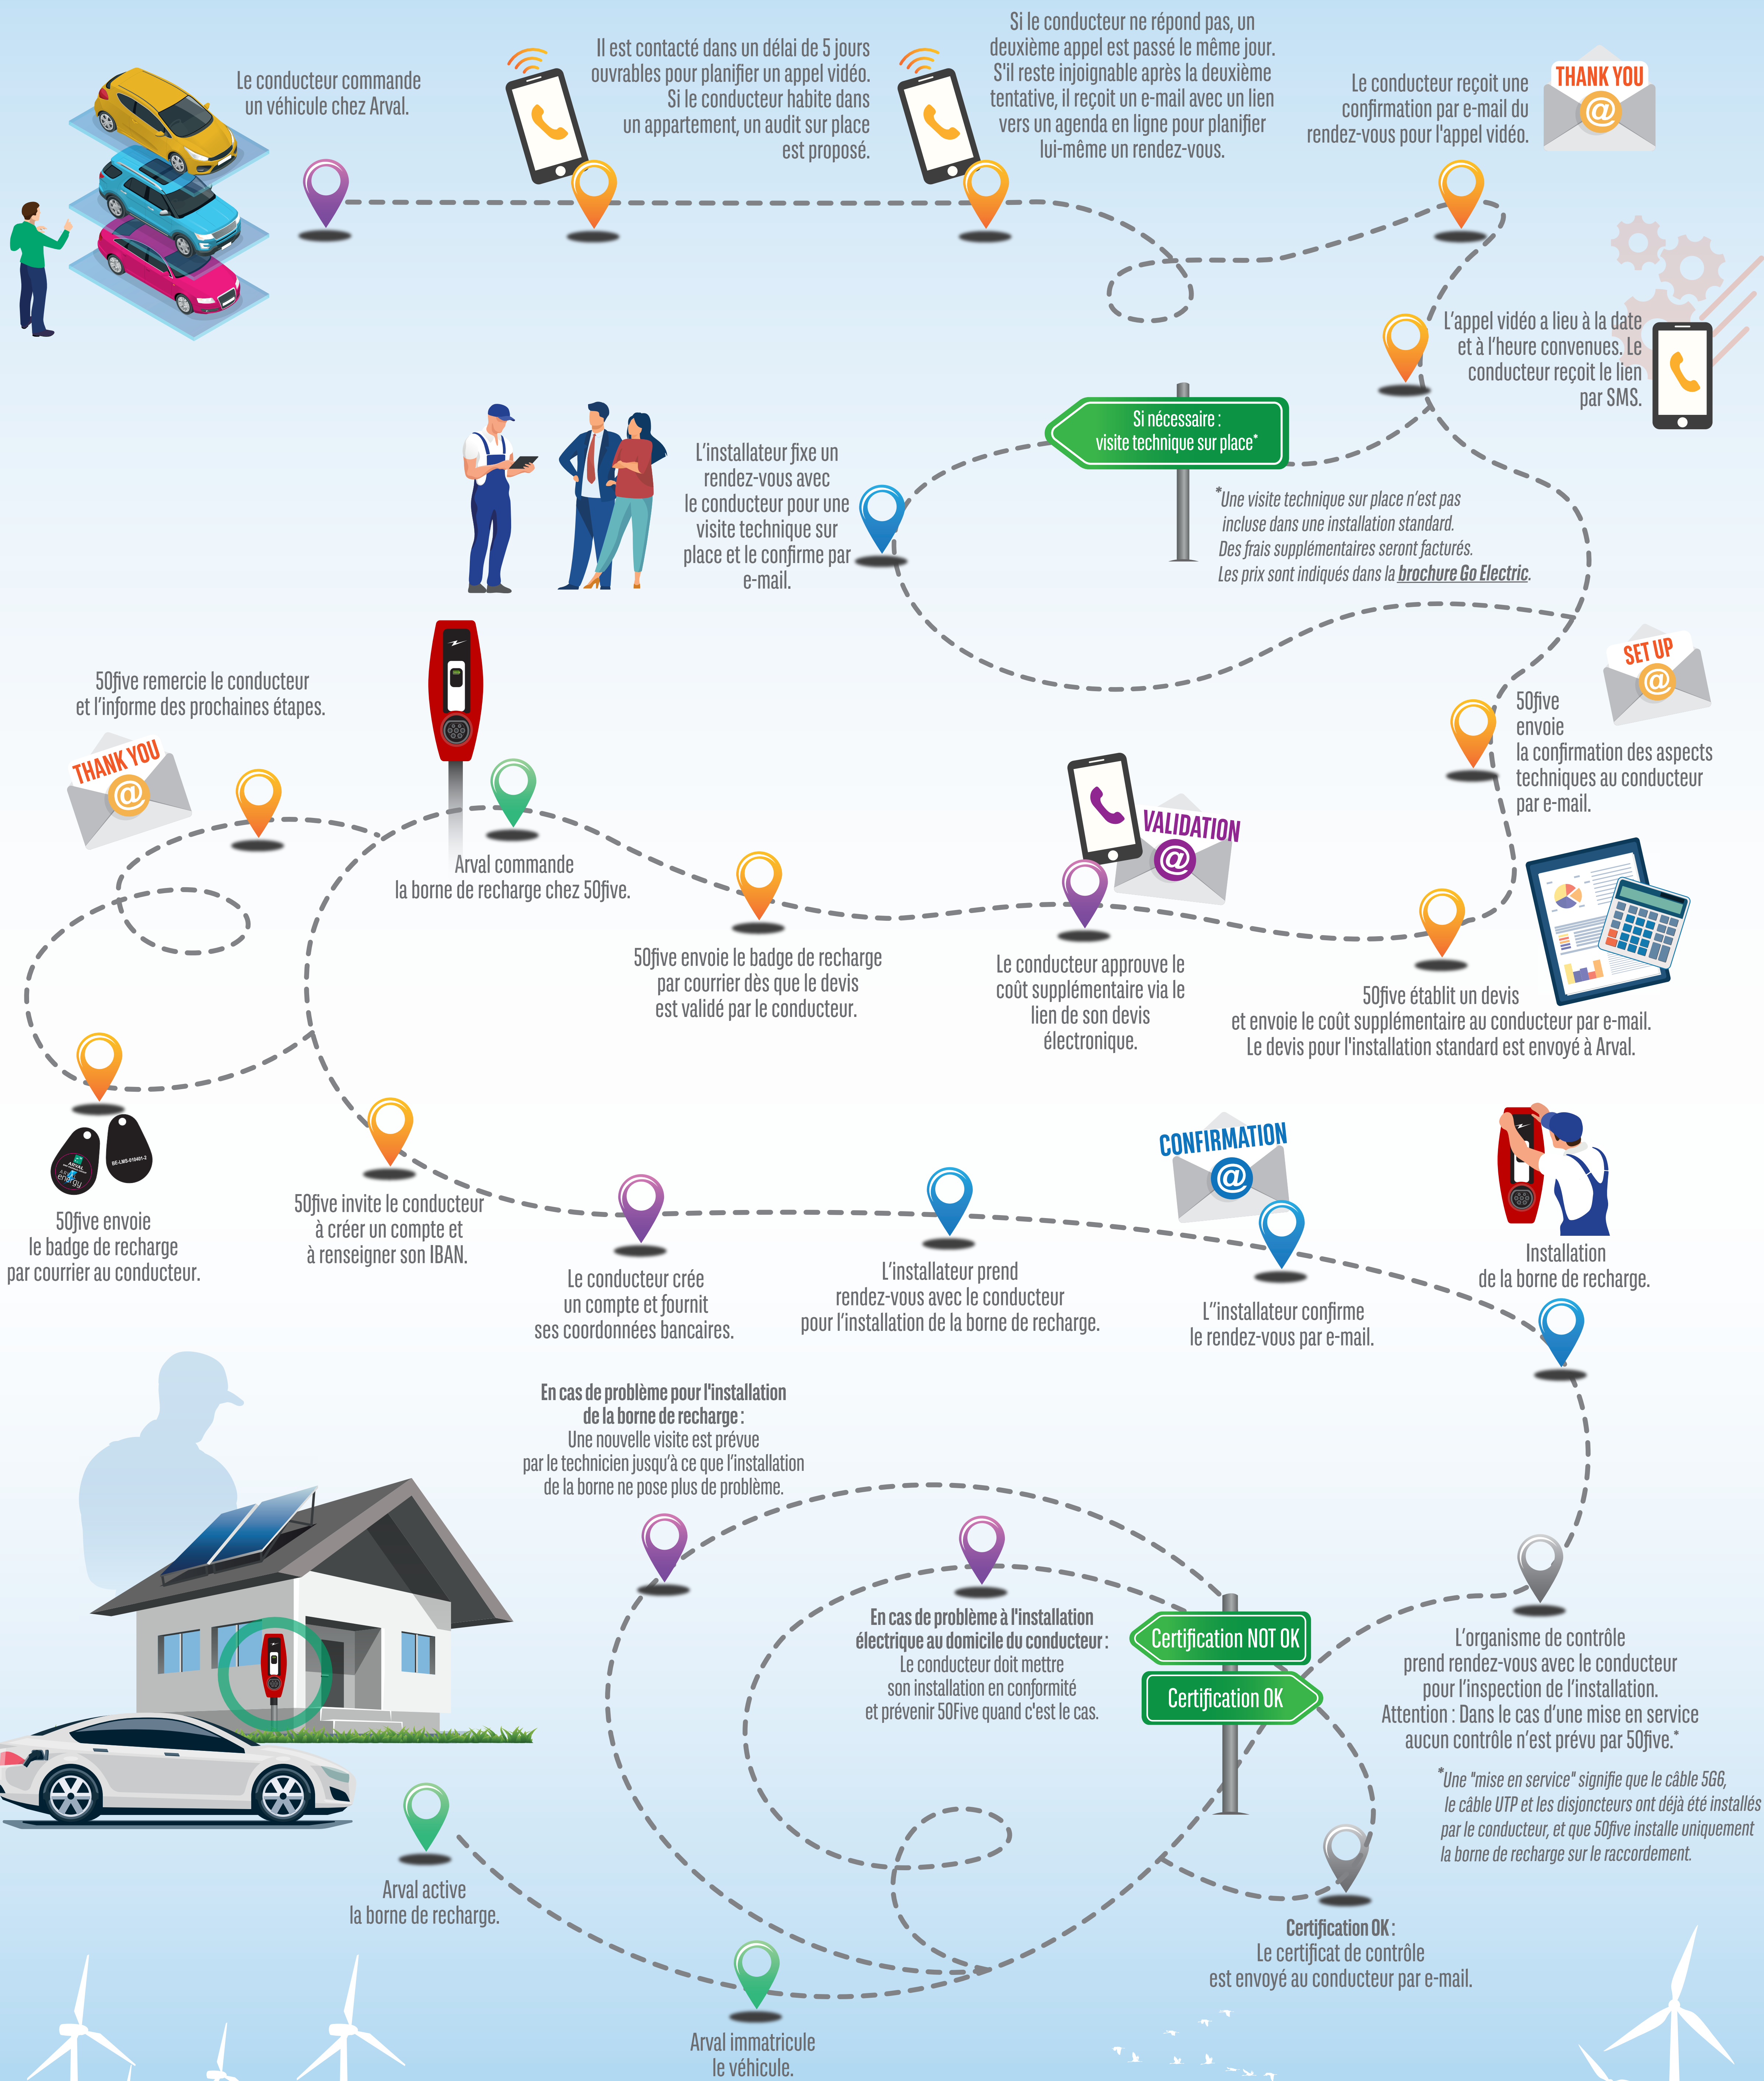 Le conducteur commande
un véhicule chez Arval.
Il est contacté dans un délai de 5 jours
ouvrables pour planifier un appel vidéo.
Si le conducteur habite dans
un appartement, un audit sur place
est proposé.
Si le conducteur ne répond pas, un
deuxième appel est passé le même jour.
S'il reste injoignable après la deuxième
tentative, il reçoit un e-mail avec un lien
vers un agenda en ligne pour planifier
lui-même un rendez-vous.
Le conducteur reçoit une
confirmation par e-mail du
rendez-vous pour l'appel vidéo.
THANK YOU
@
L'appel vidéo a lieu à la date
et à l'heure convenues. Le
conducteur reçoit le lien
par SMS.
Si nécessaire :
visite technique sur place*
*Une visite technique sur place n'est pas
incluse dans une installation standard.
Des frais supplémentaires seront facturés.
Les prix sont indiqués dans la brochure Go Electric.
L'installateur fixe un
rendez-vous avec
le conducteur pour une
visite technique sur
place et le confirme par
e-mail.
SET UP
@
50five
envoie
la confirmation des aspects
techniques au conducteur
par e-mail.
50five établit un devis
et envoie le coût supplémentaire au conducteur par e-mail.
Le devis pour l'installation standard est envoyé à Arval.
VALIDATION
@
Le conducteur approuve le
coût supplémentaire via le
lien de son devis
électronique.
50five envoie le badge de recharge
par courrier dès que le devis
est validé par le conducteur.
Arval commande
la borne de recharge chez 50five.
50five remercie le conducteur
et l'informe des prochaines étapes.
THANK YOU
@
ARVAL
energy
BE-LMS-010401-2
50five envoie
le badge de recharge
par courrier au conducteur.
50five invite le conducteur
à créer un compte et
à renseigner son IBAN.
Le conducteur crée
un compte et fournit
ses coordonnées bancaires.
L'installateur prend
rendez-vous avec le conducteur
pour l'installation de la borne de recharge.
CONFIRMATION
@
L''installateur confirme
le rendez-vous par e-mail.
Installation
de la borne de recharge.
L'organisme de contrôle
prend rendez-vous avec le conducteur
pour l'inspection de l'installation.
Attention : Dans le cas d'une mise en service
aucun contrôle n'est prévu par 50five.*
*Une "mise en service" signifie que le câble 5G6,
le câble UTP et les disjoncteurs ont déjà été installés
par le conducteur, et que 50five installe uniquement
la borne de recharge sur le raccordement.
Certification NOT OK
Certification OK
En cas de problème pour l'installation
de la borne de recharge :
Une nouvelle visite est prévue
par le technicien jusqu'à ce que l'installation
de la borne ne pose plus de problème.
En cas de problème à l'installation
électrique au domicile du conducteur :
Le conducteur doit mettre
son installation en conformité
et prévenir 50Five quand c'est le cas.
Certification OK :
Le certificat de contrôle
est envoyé au conducteur par e-mail.
Arval immatricule
le véhicule.
Arval active
la borne de recharge.